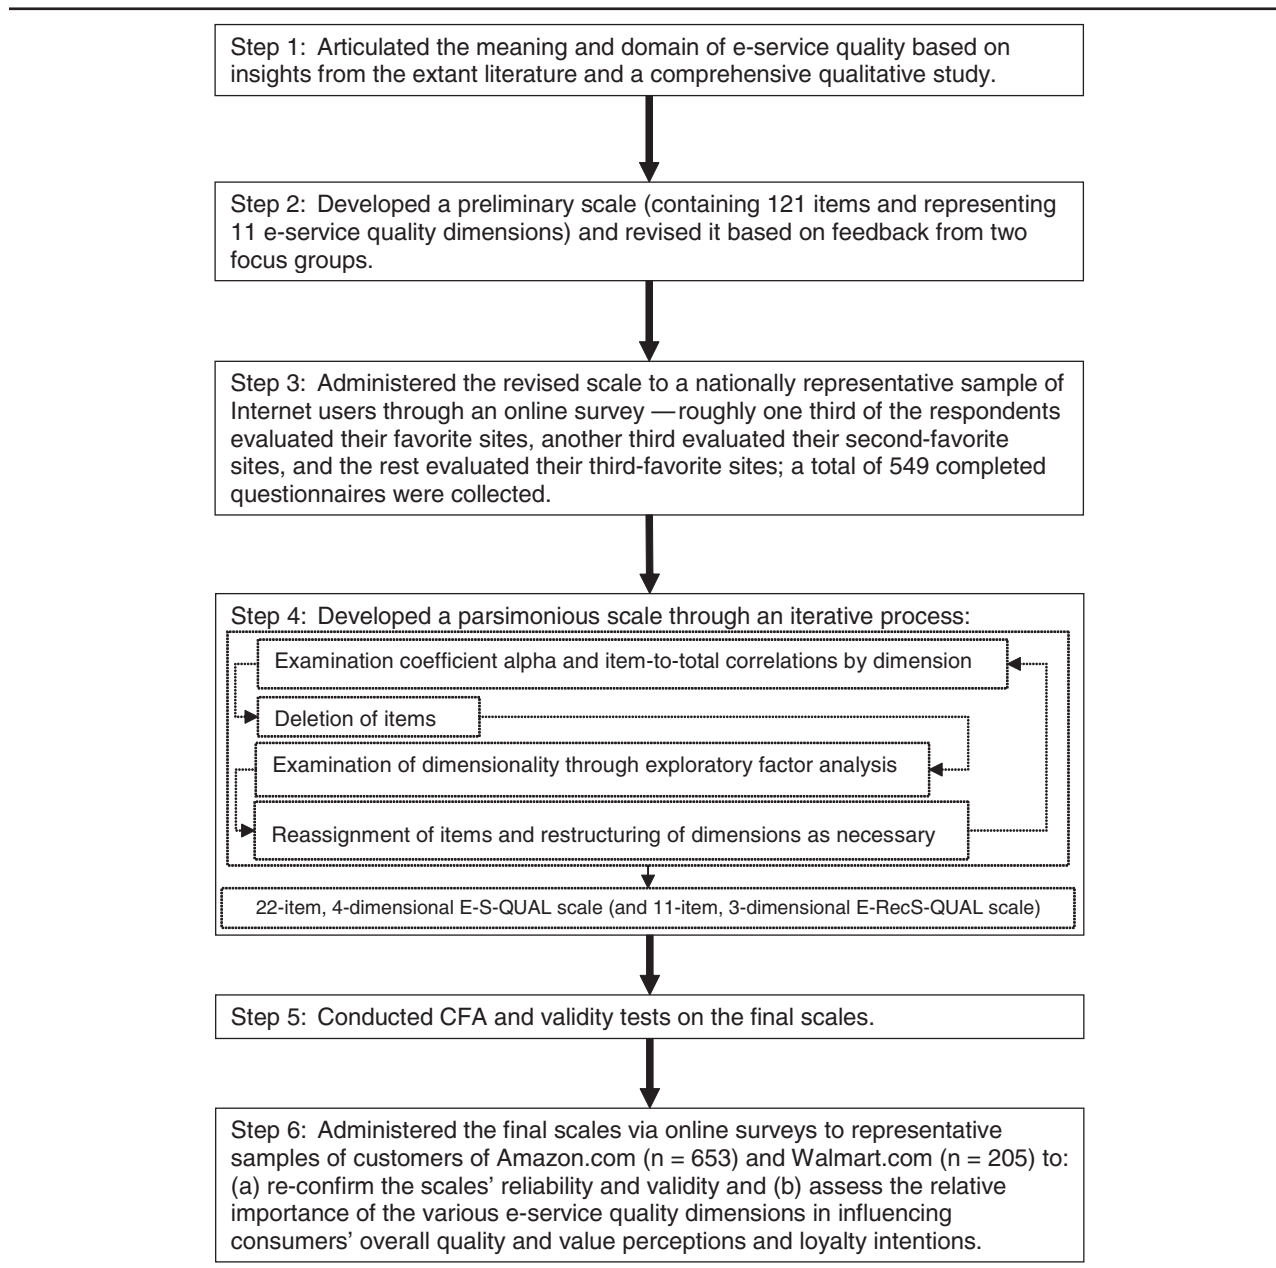 Step 1: Articulated the meaning and domain of e-service quality based on
insights from the extant literature and a comprehensive qualitative study.
Step 2: Developed a preliminary scale (containing 121 items and representing
11 e-service quality dimensions) and revised it based on feedback from two
focus groups.
Step 3: Administered the revised scale to a nationally representative sample of
Internet users through an online survey —roughly one third of the respondents
evaluated their favorite sites, another third evaluated their second-favorite
sites, and the rest evaluated their third-favorite sites; a total of 549 completed
questionnaires were collected.
Step 4: Developed a parsimonious scale through an iterative process:
Examination coefficient alpha and item-to-total correlations by dimension
Deletion of items
Examination of dimensionality through exploratory factor analysis
Reassignment of items and restructuring of dimensions as necessary
22-item, 4-dimensional E-S-QUAL scale (and 11-item, 3-dimensional E-RecS-QUAL scale)
Step 5: Conducted CFA and validity tests on the final scales.
Step 6: Administered the final scales via online surveys to representative
samples of customers of Amazon.com (n = 653) and Walmart.com (n = 205) to:
(a) re-confirm the scales’ reliability and validity and (b) assess the relative
importance of the various e-service quality dimensions in influencing
consumers’ overall quality and value perceptions and loyalty intentions.